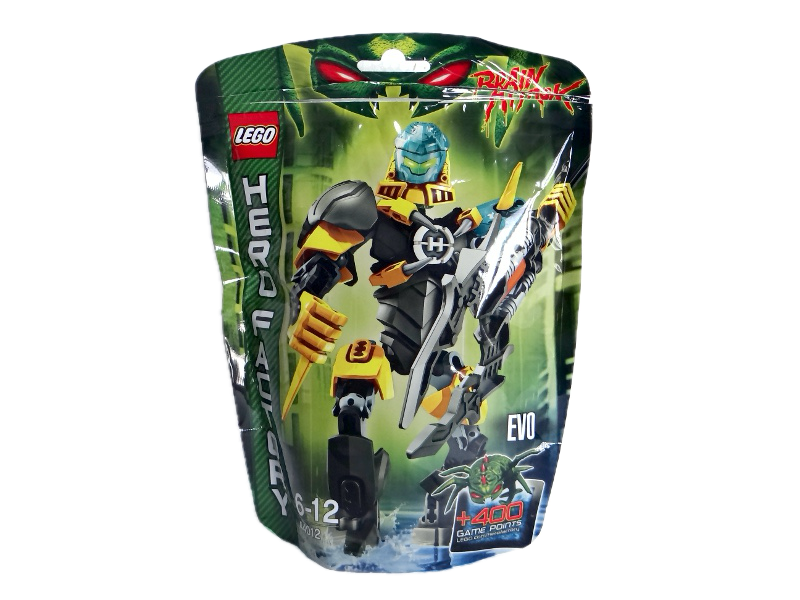 BRAIN
ATTACK
LEGO
HERO FACTORY
H
EVO
6-12
+400
GAME POINTS